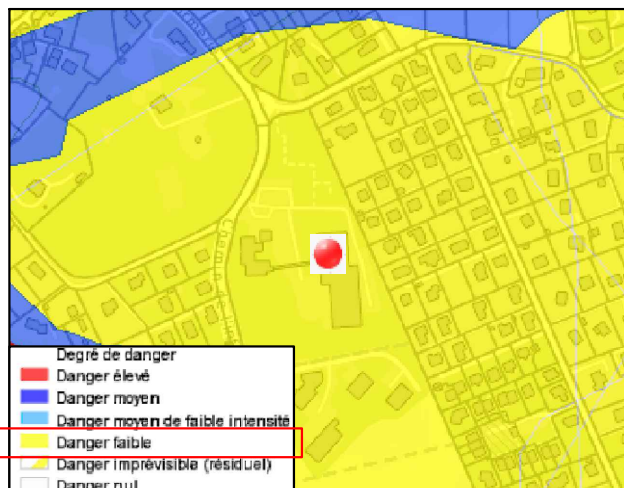 Chemin
Degré de danger
Danger élevé
Danger moyen
Danger moyen de faible intensité
Danger faible
Danger imprévisible (résiduel)
Danger nul